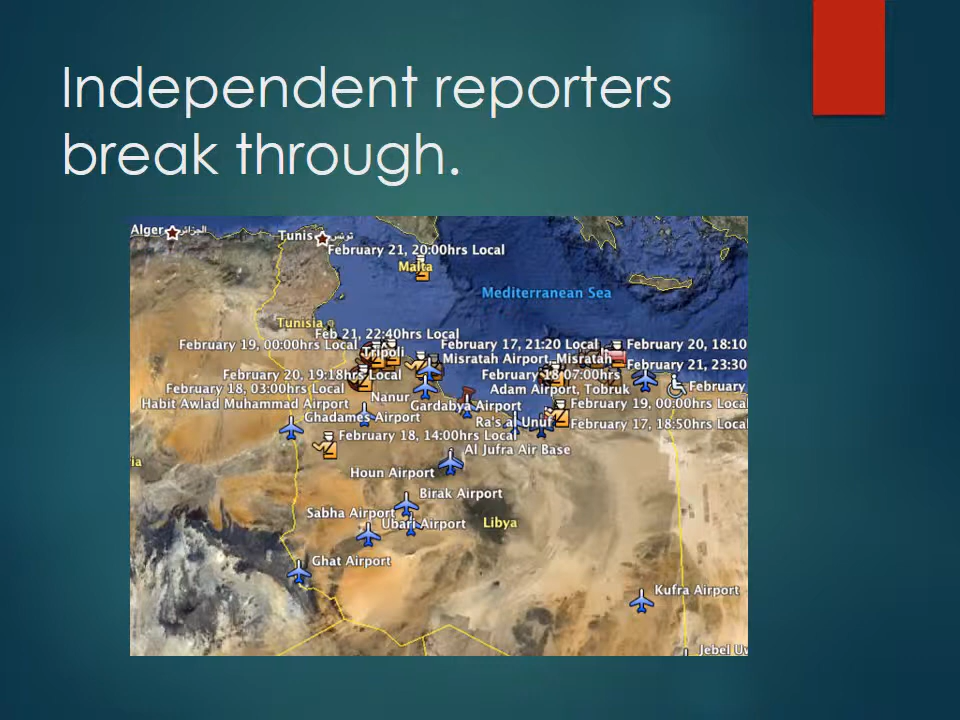 Independent reporters
break through.
Alger الجزائر
Tunis تونس
February 21, 20:00hrs Local
Malta
Mediterranean Sea
Tunisia
Feb 21, 22:40hrs Local
February 19, 00:00hrs Local
February 17, 21:20 Local
February 20, 18:10
Tripoli
Misratah Airport, Misratah
February 21, 23:30
February 20, 19:18hrs Local
February 18 07:00hrs
February 18, 03:00hrs Local
Adam Airport, Tobruk
February
Nanur
Habit Awlad Muhammad Airport
Gardabya Airport
February 19, 00:00hrs Local
Ghadames Airport
Ra's al Unuf
February 17, 18:50hrs Local
February 18, 14:00hrs Local
Al Jufra Air Base
ia
Houn Airport
Birak Airport
Sabha Airport
Ubari Airport
Libya
Ghat Airport
Kufra Airport
Jebel Uw